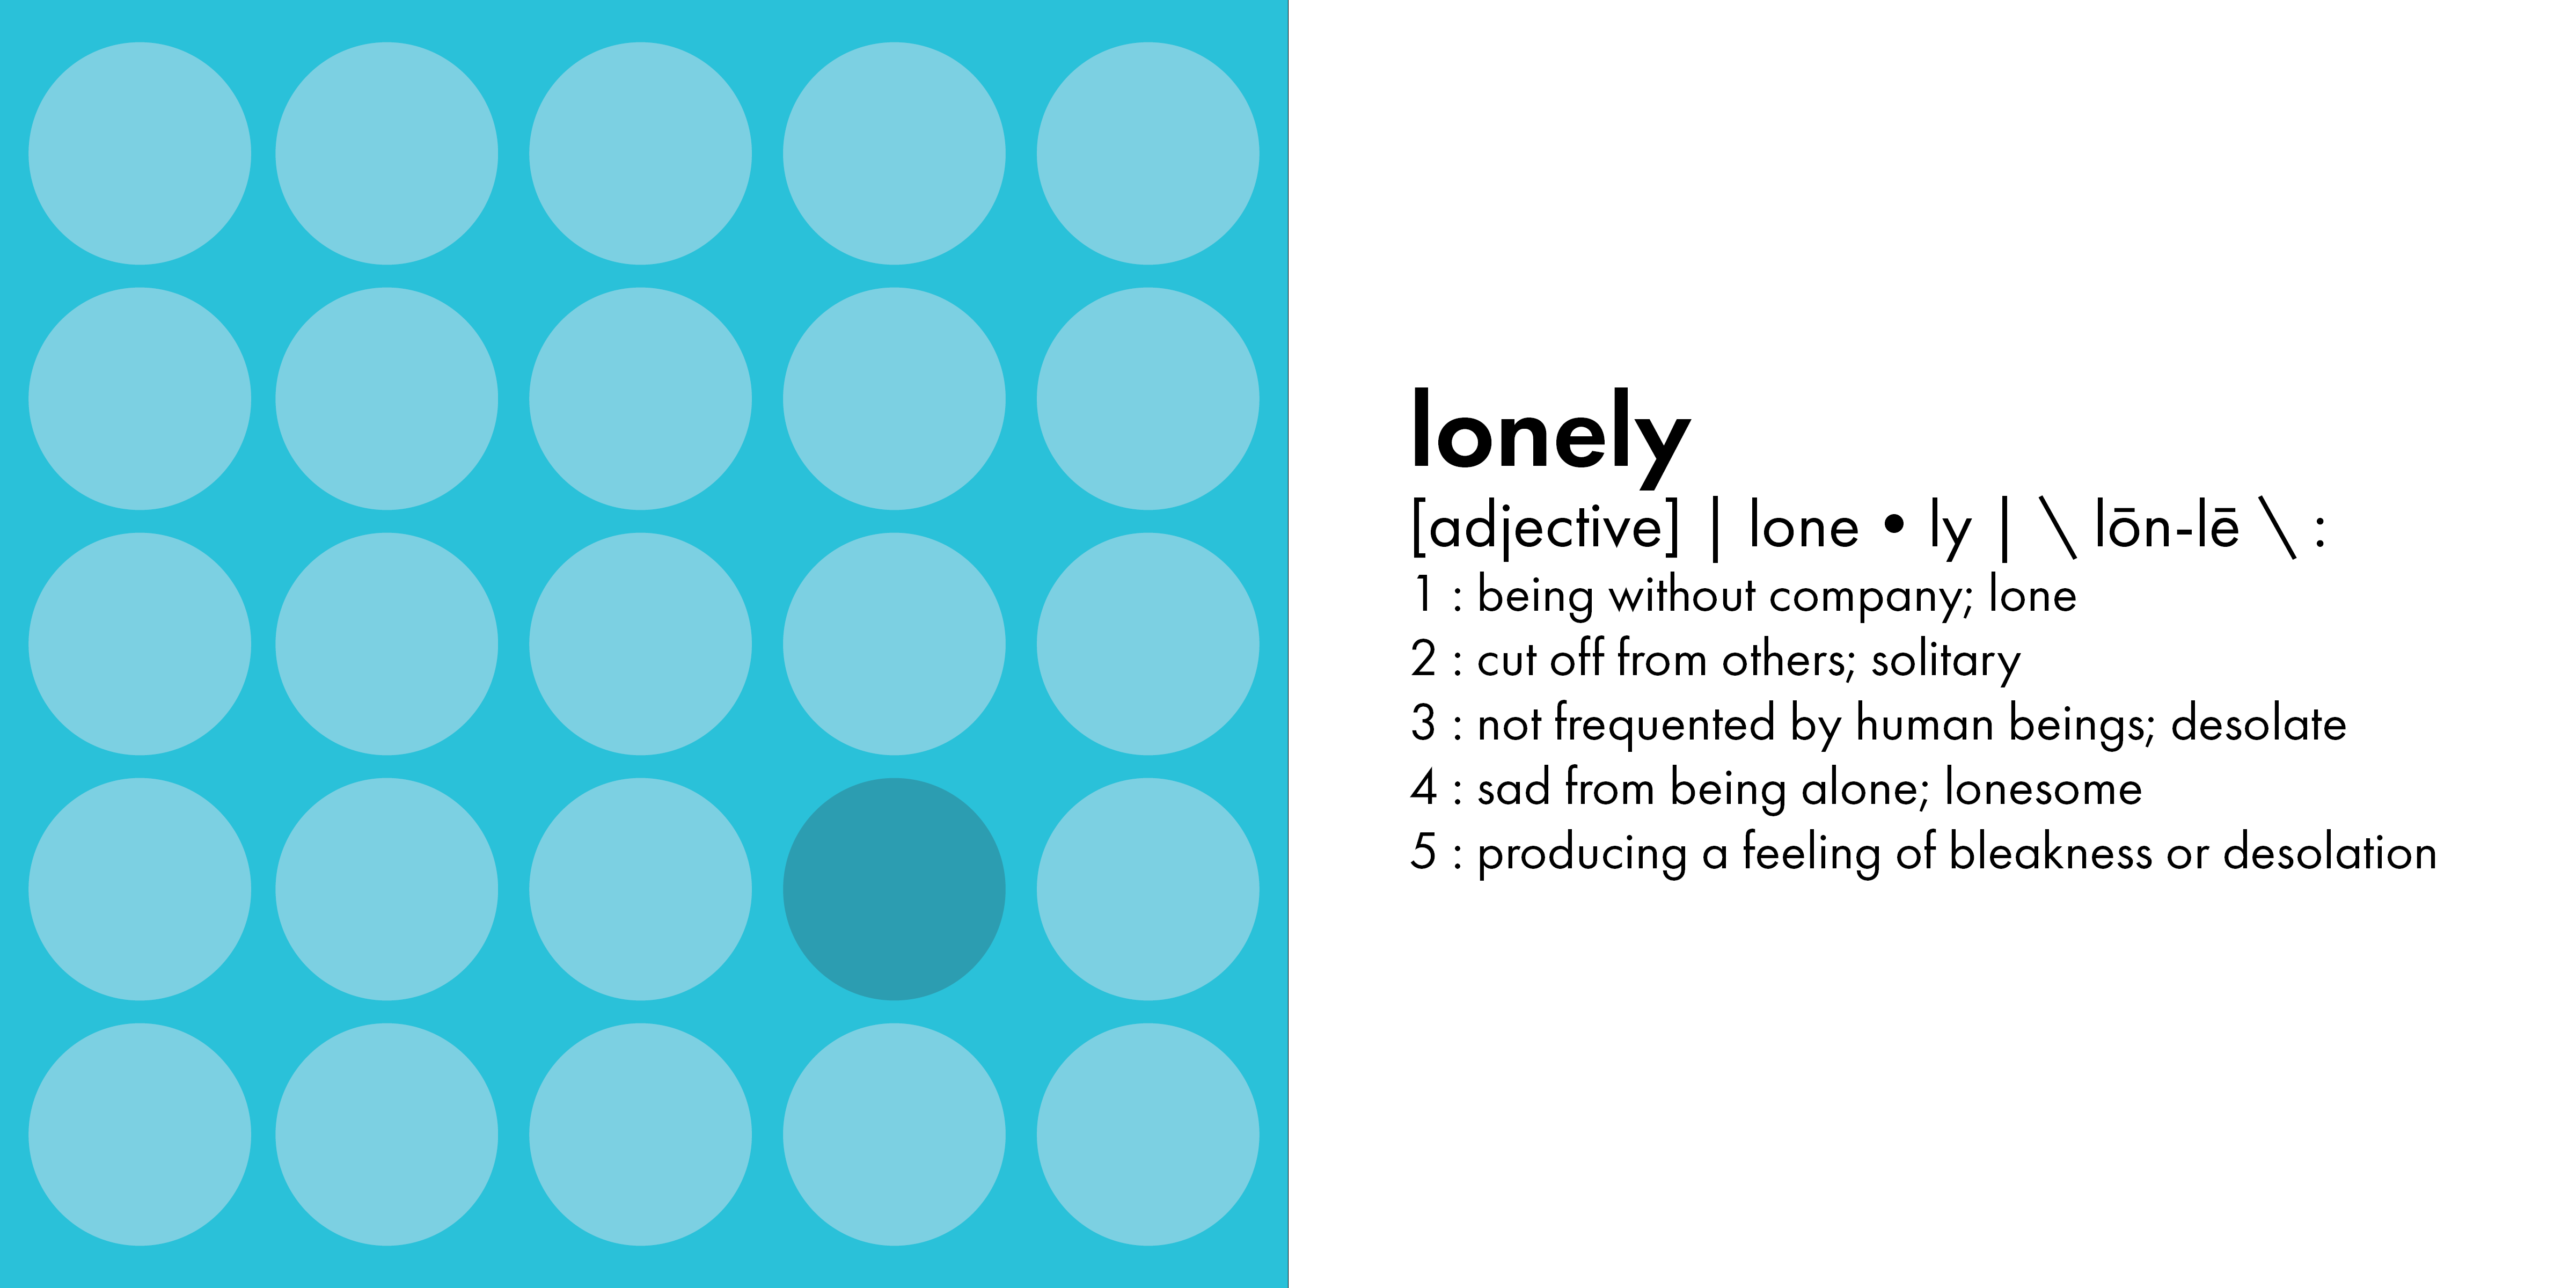 lonely
[adjective] | lone • ly | \ lōn-lē \ :
1 : being without company; lone
2 : cut off from others; solitary
3 : not frequented by human beings; desolate
4 : sad from being alone; lonesome
5 : producing a feeling of bleakness or desolation